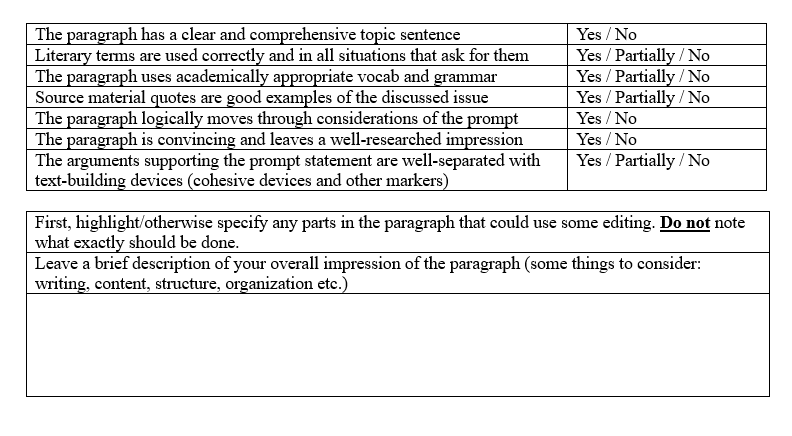 The paragraph has a clear and comprehensive topic sentence Yes / No
Literary terms are used correctly and in all situations that ask for them Yes / Partially / No
The paragraph uses academically appropriate vocab and grammar Yes / Partially / No
Source material quotes are good examples of the discussed issue Yes / Partially / No
The paragraph logically moves through considerations of the prompt Yes / No
The paragraph is convincing and leaves a well-researched impression Yes / No
The arguments supporting the prompt statement are well-separated with Yes / Partially / No
text-building devices (cohesive devices and other markers)
First, highlight/otherwise specify any parts in the paragraph that could use some editing. Do not note
what exactly should be done.
Leave a brief description of your overall impression of the paragraph (some things to consider:
writing, content, structure, organization etc.)